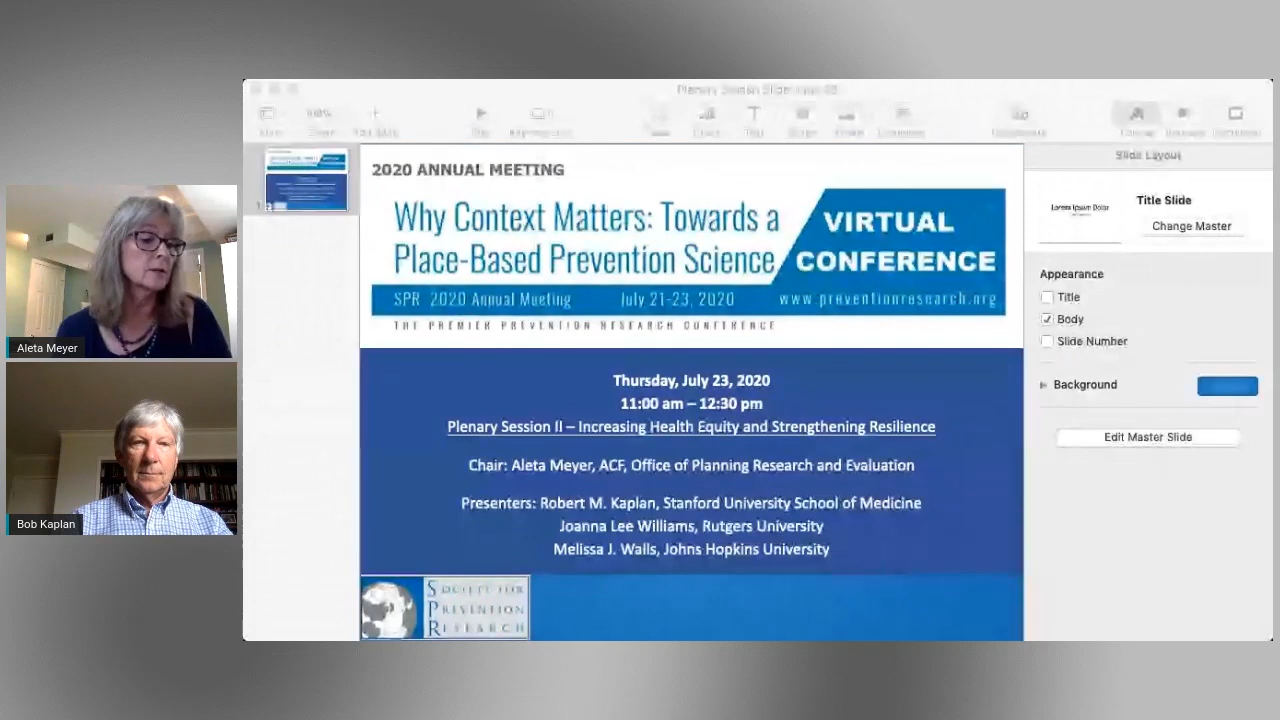 Slide Layout
Lorem Ipsum Dolor
Title Slide
Change Master
Appearance
Title
Body
Slide Number
Background
Edit Master Slide
2020 ANNUAL MEETING
Why Context Matters: Towards a
Place-Based Prevention Science
VIRTUAL
CONFERENCE
SPR 2020 Annual Meeting July 21-23, 2020 www.preventionresearch.org
THE PREMIER PREVENTION RESEARCH CONFERENCE
Thursday, July 23, 2020
11:00 am – 12:30 pm
Plenary Session II – Increasing Health Equity and Strengthening Resilience
Chair: Aleta Meyer, ACF, Office of Planning Research and Evaluation
Presenters: Robert M. Kaplan, Stanford University School of Medicine
Joanna Lee Williams, Rutgers University
Melissa J. Walls, Johns Hopkins University
SOCIETY FOR
PREVENTION
RESEARCH
Aleta Meyer
Bob Kaplan